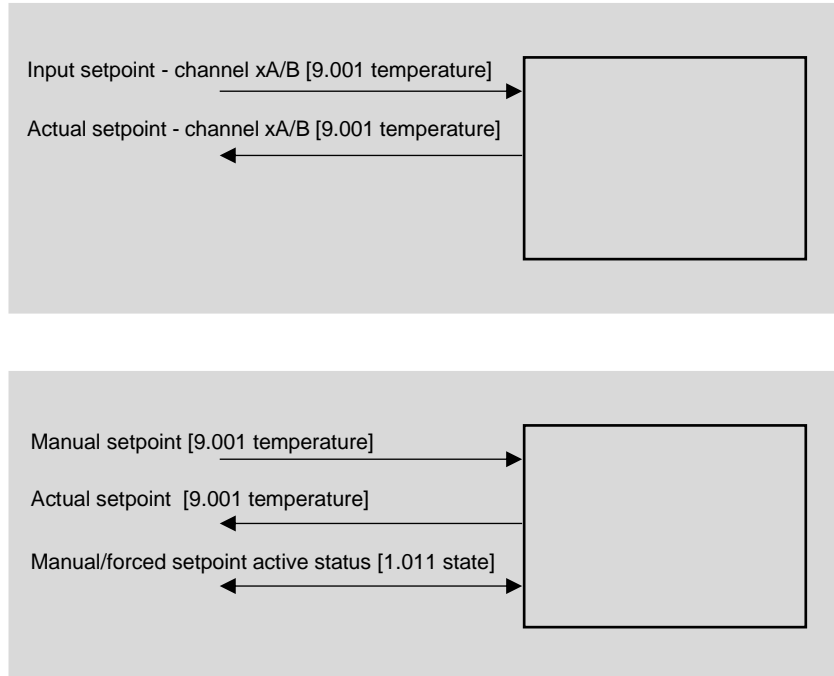 Input setpoint - channel xA/B [9.001 temperature]
Actual setpoint - channel xA/B [9.001 temperature]
Manual setpoint [9.001 temperature]
Actual setpoint  [9.001 temperature]
Manual/forced setpoint active status [1.011 state]